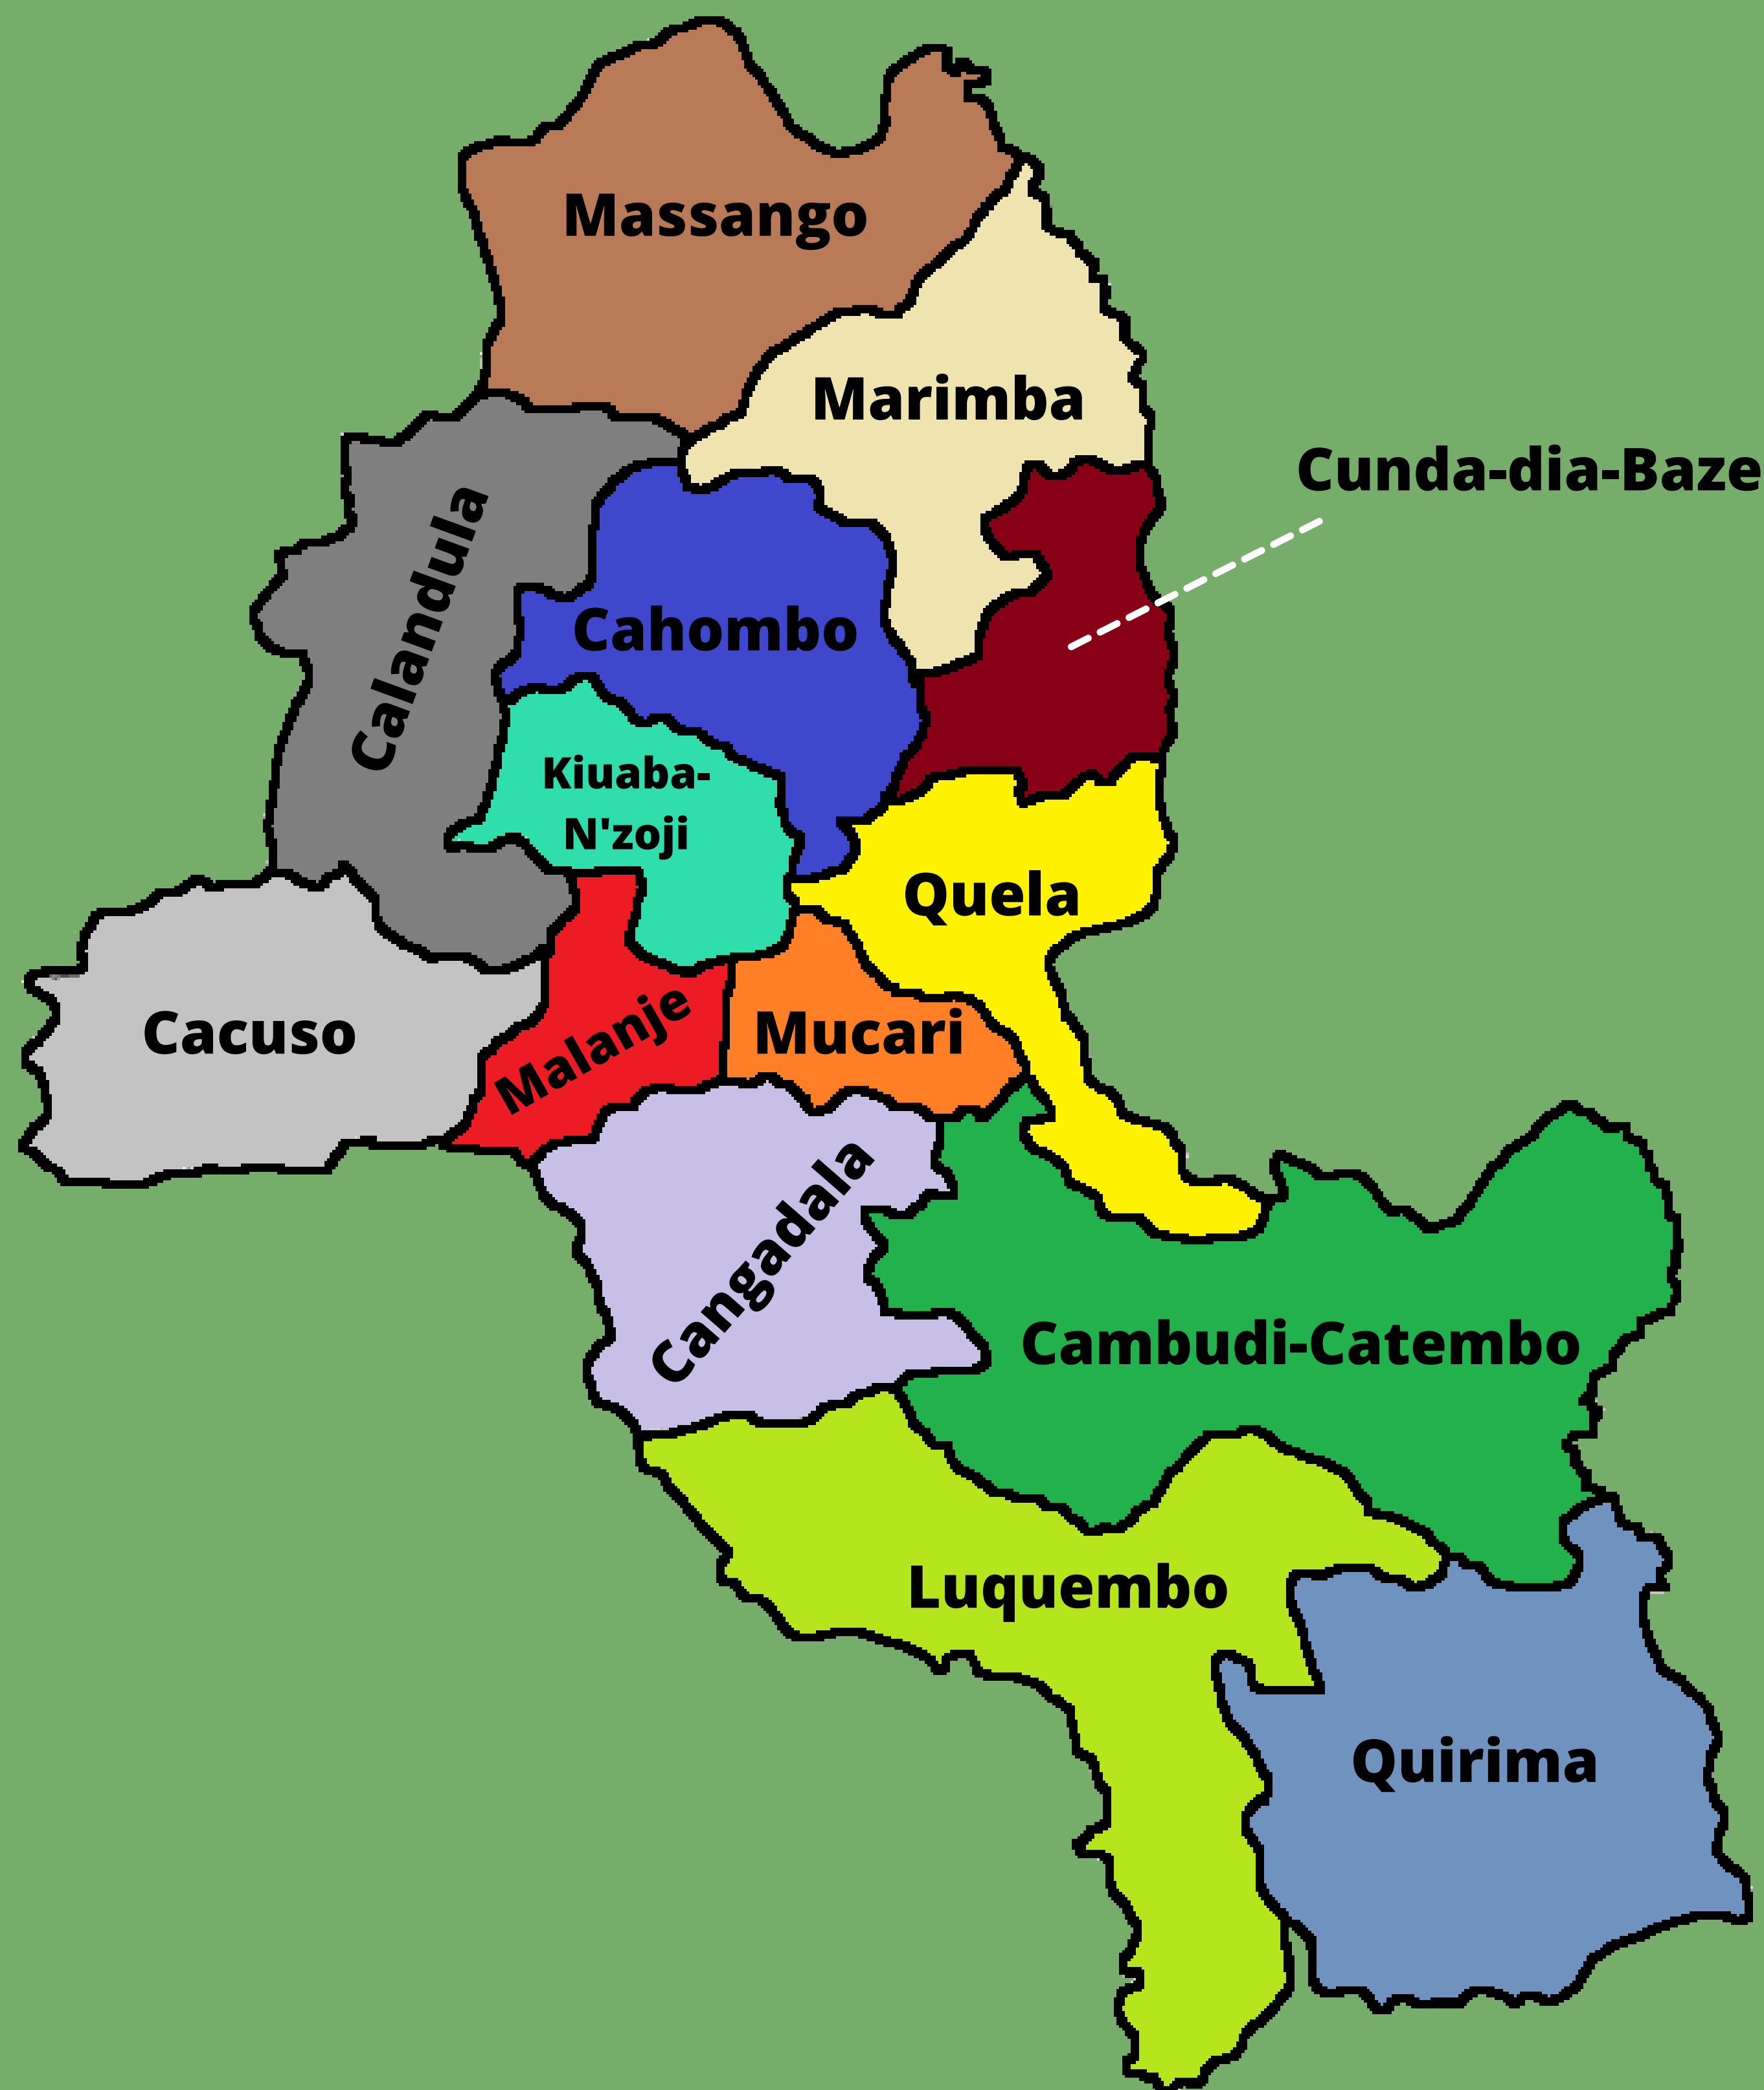 Massango
Marimba
Cunda-dia-Baze
Calandula
Cahombo
Kiuaba-
N'zoji
Quela
Cacuso
Malanje
Mucari
Cangadala
Cambudi-Catembo
Luquembo
Quirima